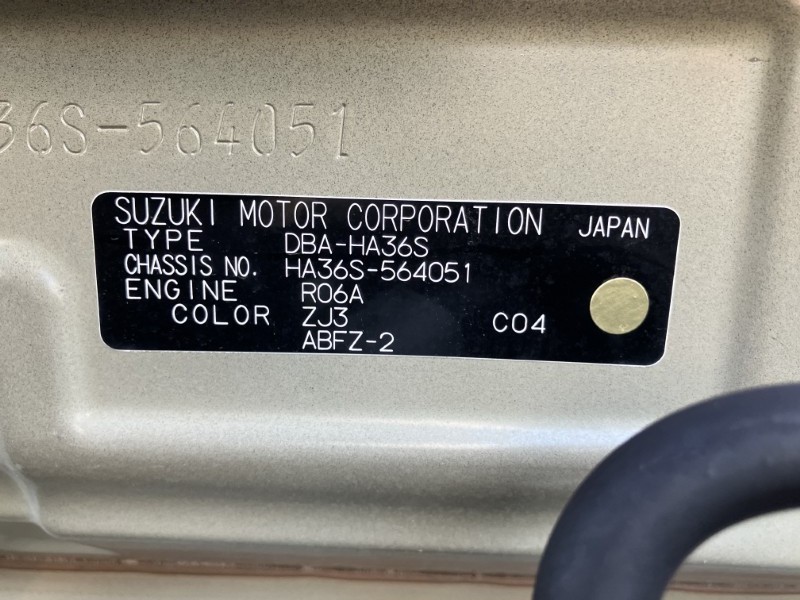 36S-564051
SUZUKI MOTOR CORPORATION JAPAN
TYPE DBA-HA36S
CHASSIS NO. HA36S-564051
ENGINE R06A
COLOR ZJ3 C04
ABFZ-2